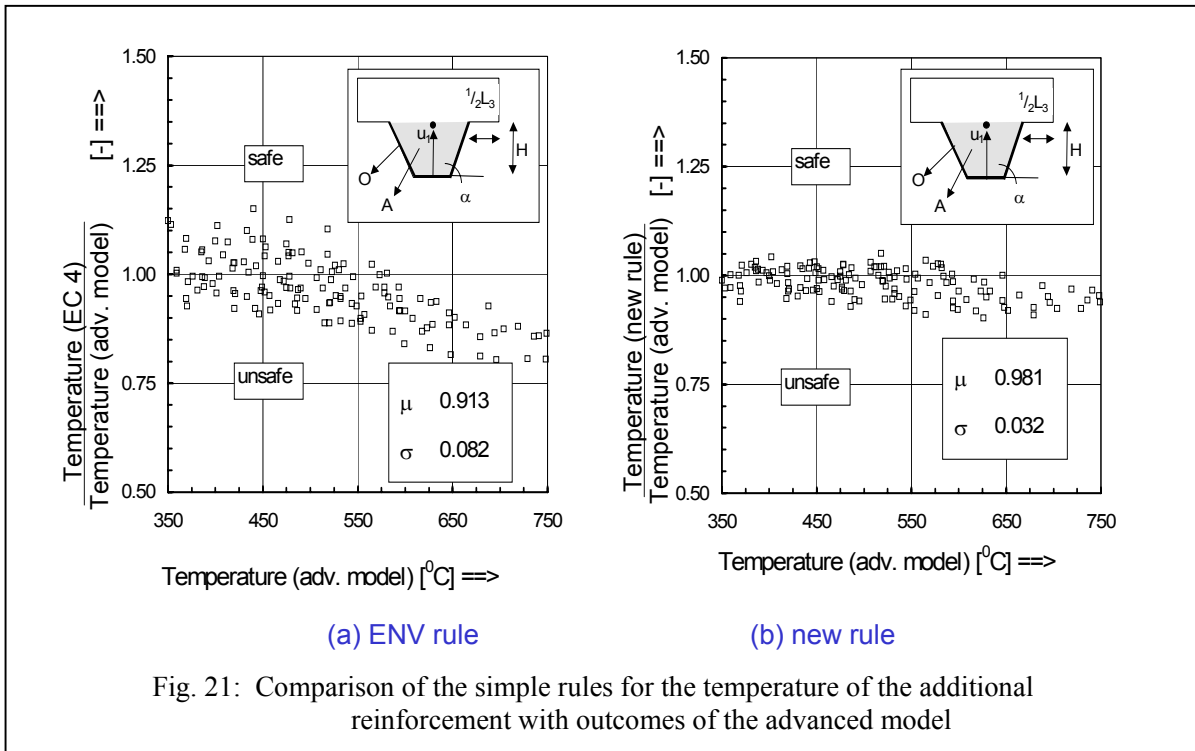 Temperature (EC 4)
Temperature (adv. model)
[-] ==>
1.50
1.25
1.00
0.75
0.50
350 450 550 650 750
Temperature (adv. model) [⁰C] ==>
safe
unsafe
¹/₂L₃
u₁
H
O
A
α
μ 0.913
σ 0.082
(a) ENV rule
Temperature (new rule)
Temperature (adv. model)
[-] ==>
1.50
1.25
1.00
0.75
0.50
350 450 550 650 750
Temperature (adv. model) [⁰C] ==>
safe
unsafe
¹/₂L₃
u₁
H
O
A
α
μ 0.981
σ 0.032
(b) new rule
Fig. 21: Comparison of the simple rules for the temperature of the additional
reinforcement with outcomes of the advanced model